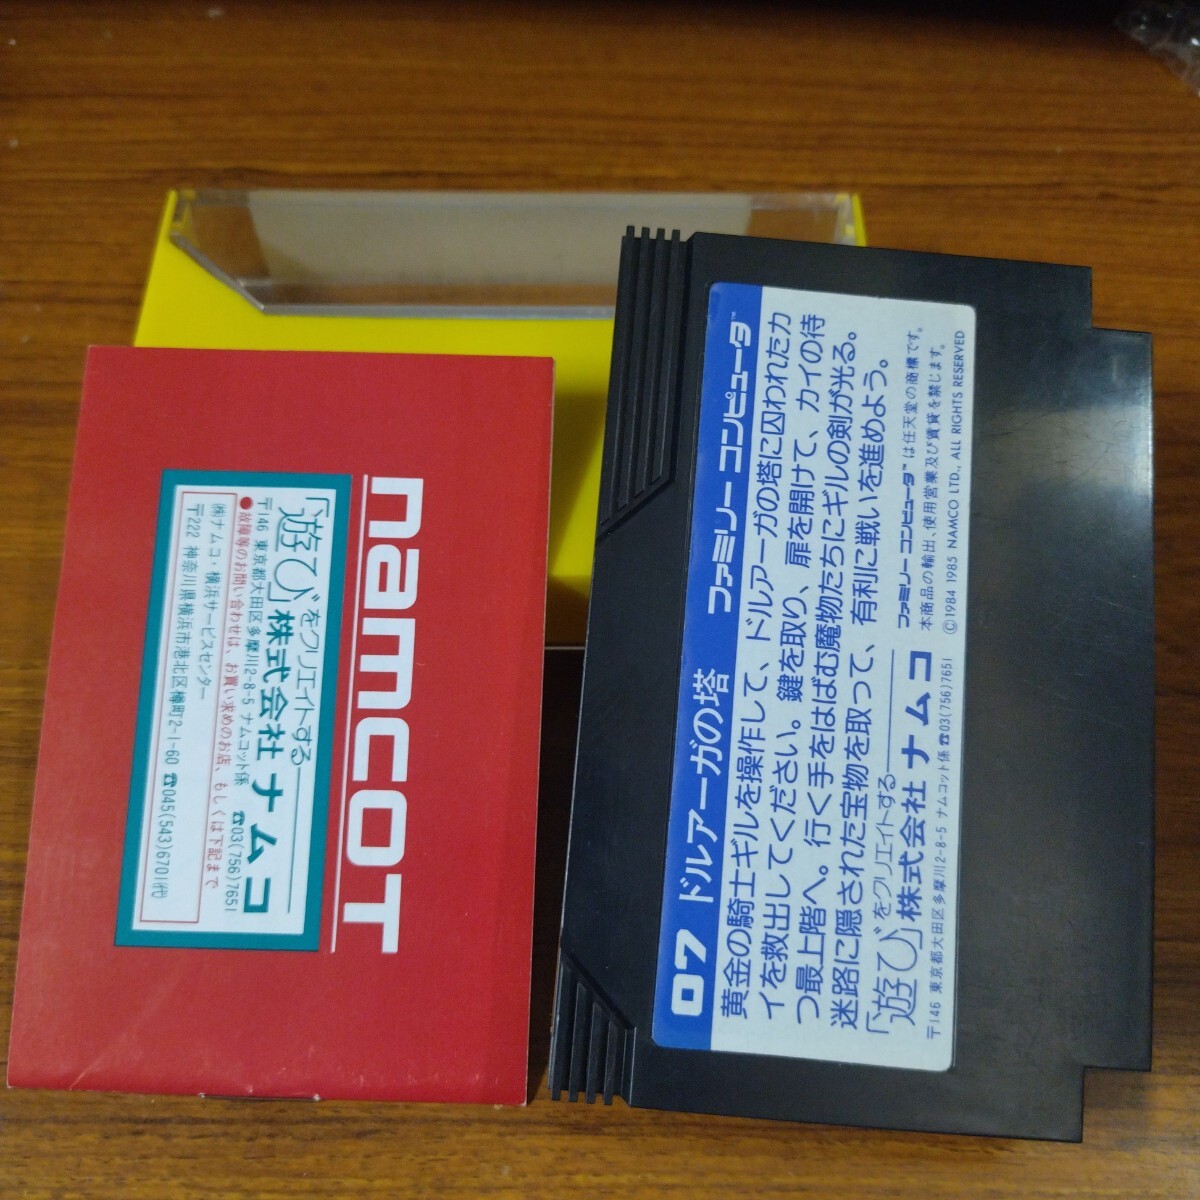 namcot
「遊び」をクリエイトする
株式会社ナムコ
〒146 東京都大田区多摩川2-8-5 ナムコット係 ☎03(756)7651
●故障等のお問い合わせは、お買い求めのお店、もしくは下記まで
㈱ナムコ・横浜サービスセンター
〒222 神奈川県横浜市港北区樽町2-1-60 ☎045(543)6701(代)
07 ドルアーガの塔 ファミリーコンピュータ™
黄金の騎士ギルを操作して、ドルアーガの塔に囚われたカ
イを救出してください。鍵を取り、扉を開けて、カイの待
つ最上階へ。行く手をはばむ魔物たちにギルの剣が光る。
迷路に隠された宝物を取って、有利に戦いを進めよう。
「遊び」をクリエイトする
株式会社ナムコ
〒146 東京都大田区多摩川2-8-5 ナムコット係 ☎03(756)7651
ファミリーコンピュータ™は任天堂の商標です。
本商品の輸出、使用営業及び賃貸を禁じます。
©1984 1985 NAMCO LTD., ALL RIGHTS RESERVED